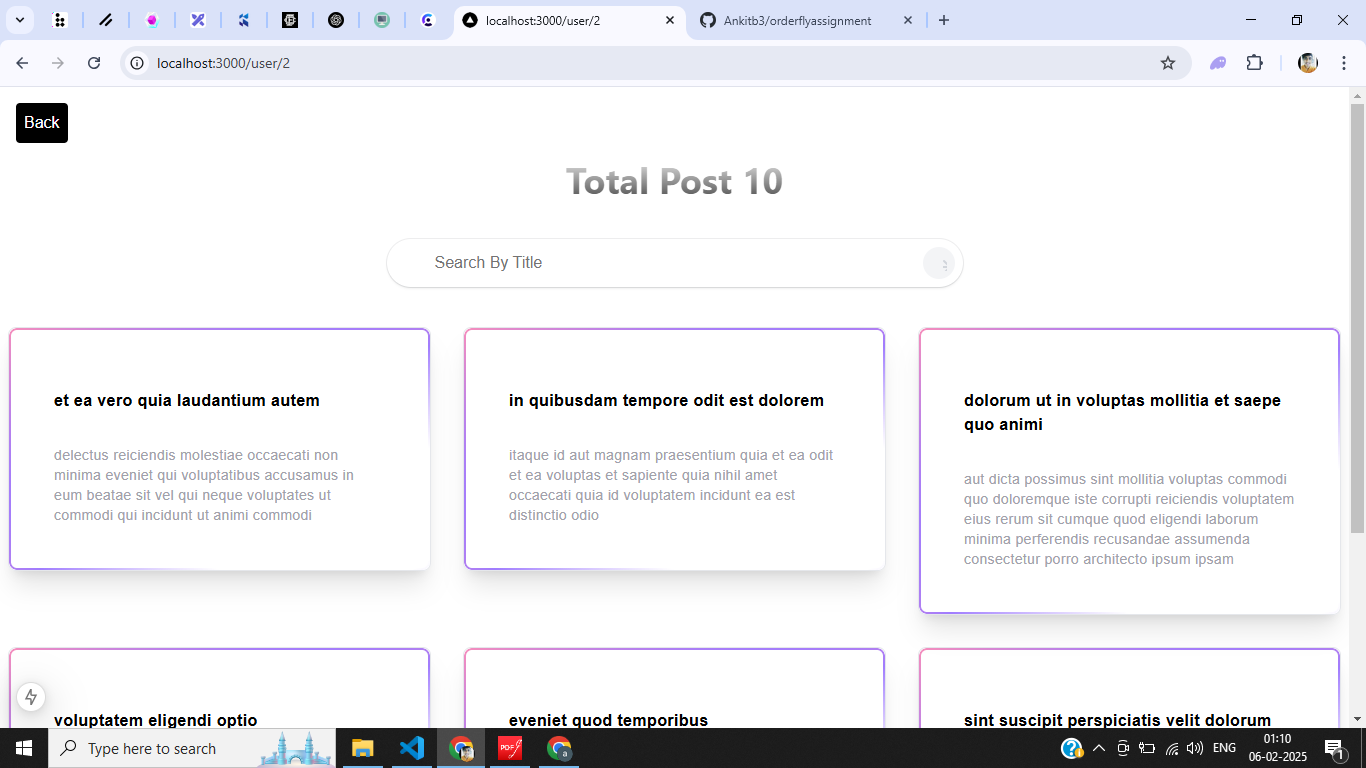 localhost:3000/user/2
Ankitb3/orderflyassignment
localhost:3000/user/2
Back
Total Post 10
Search By Title
et ea vero quia laudantium autem
delectus reiciendis molestiae occaecati non
minima eveniet qui voluptatibus accusamus in
eum beatae sit vel qui neque voluptates ut
commodi qui incidunt ut animi commodi
in quibusdam tempore odit est dolorem
itaque id aut magnam praesentium quia et ea odit
et ea voluptas et sapiente quia nihil amet
occaecati quia id voluptatem incidunt ea est
distinctio odio
dolorum ut in voluptas mollitia et saepe
quo animi
aut dicta possimus sint mollitia voluptas commodi
quo doloremque iste corrupti reiciendis voluptatem
eius rerum sit cumque quod eligendi laborum
minima perferendis recusandae assumenda
consectetur porro architecto ipsum ipsam
voluptatem eligendi optio
eveniet quod temporibus
sint suscipit perspiciatis velit dolorum
Type here to search
PDF
a
ENG
01:10
06-02-2025
1